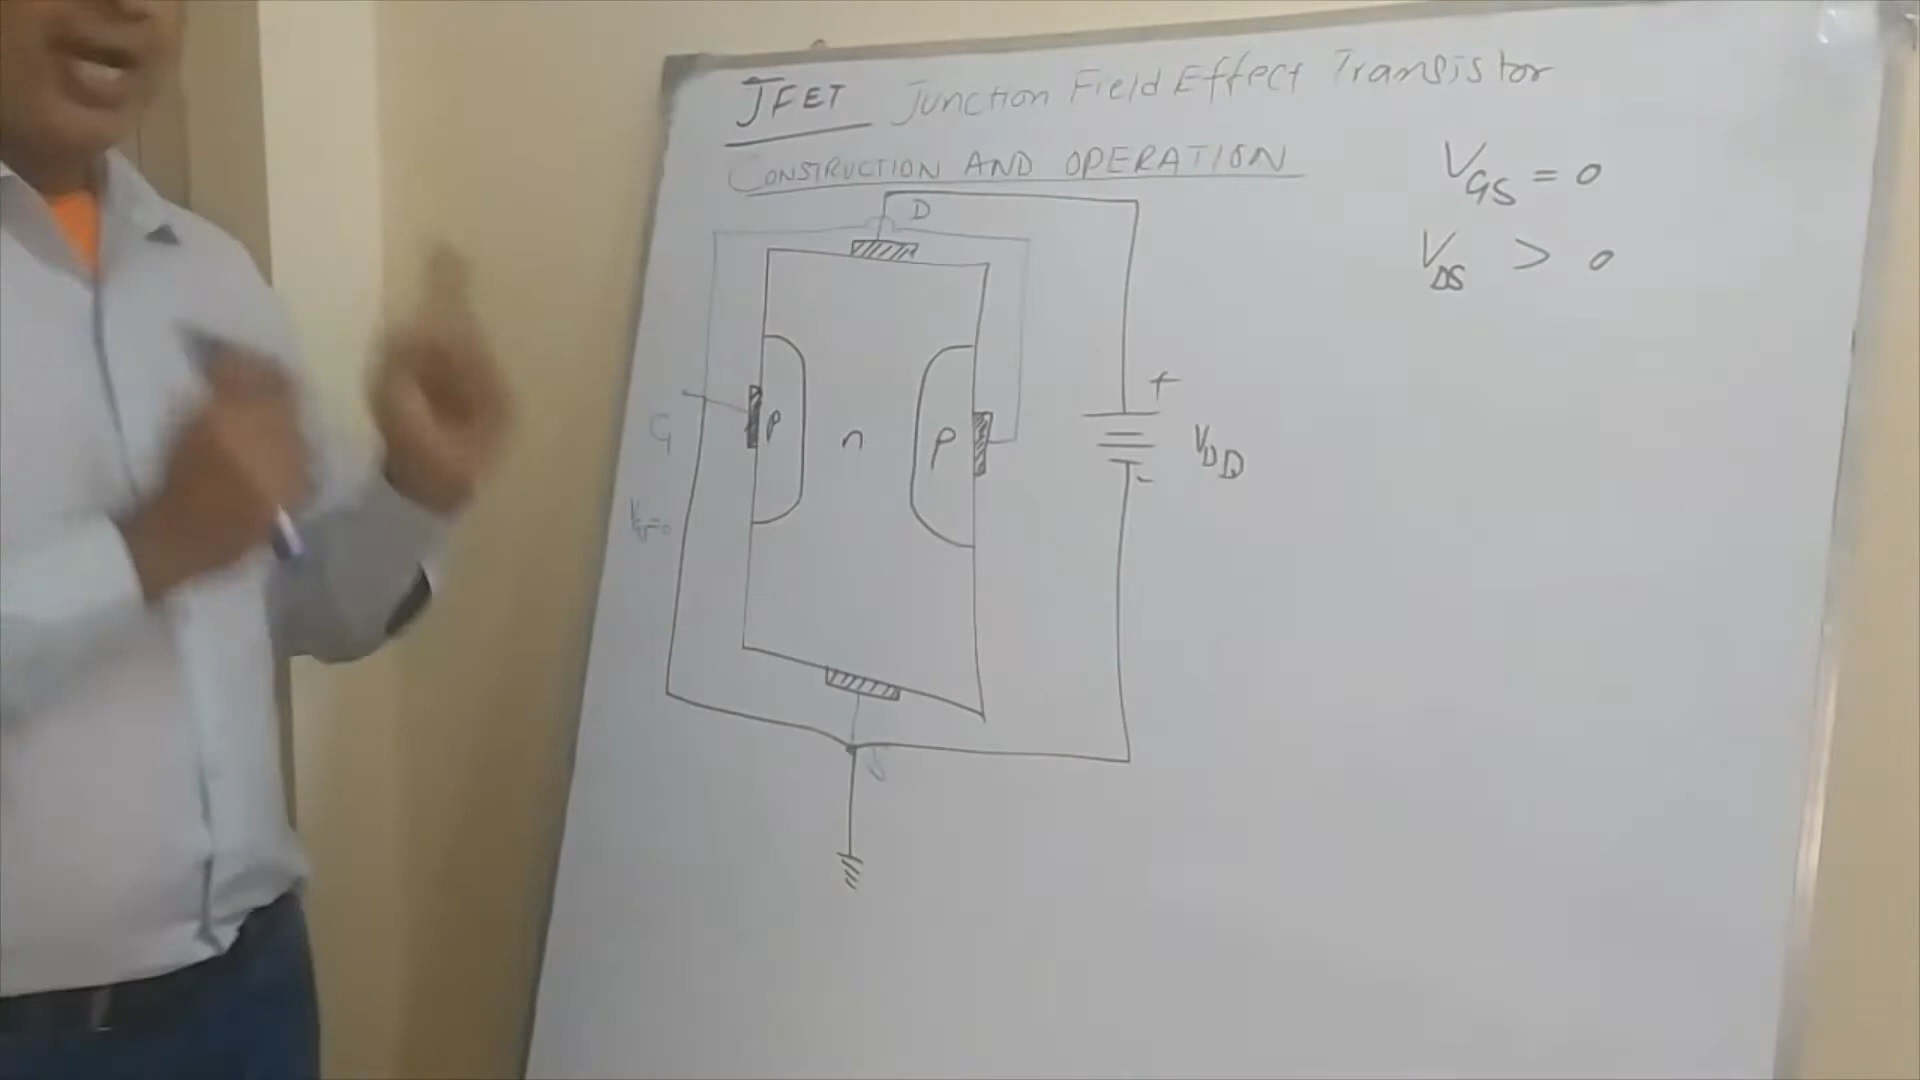 JFET Junction Field Effect Transistor
CONSTRUCTION AND OPERATION
VGS = 0
VDS > 0
D
G
p
n
p
+
-
VDD
S